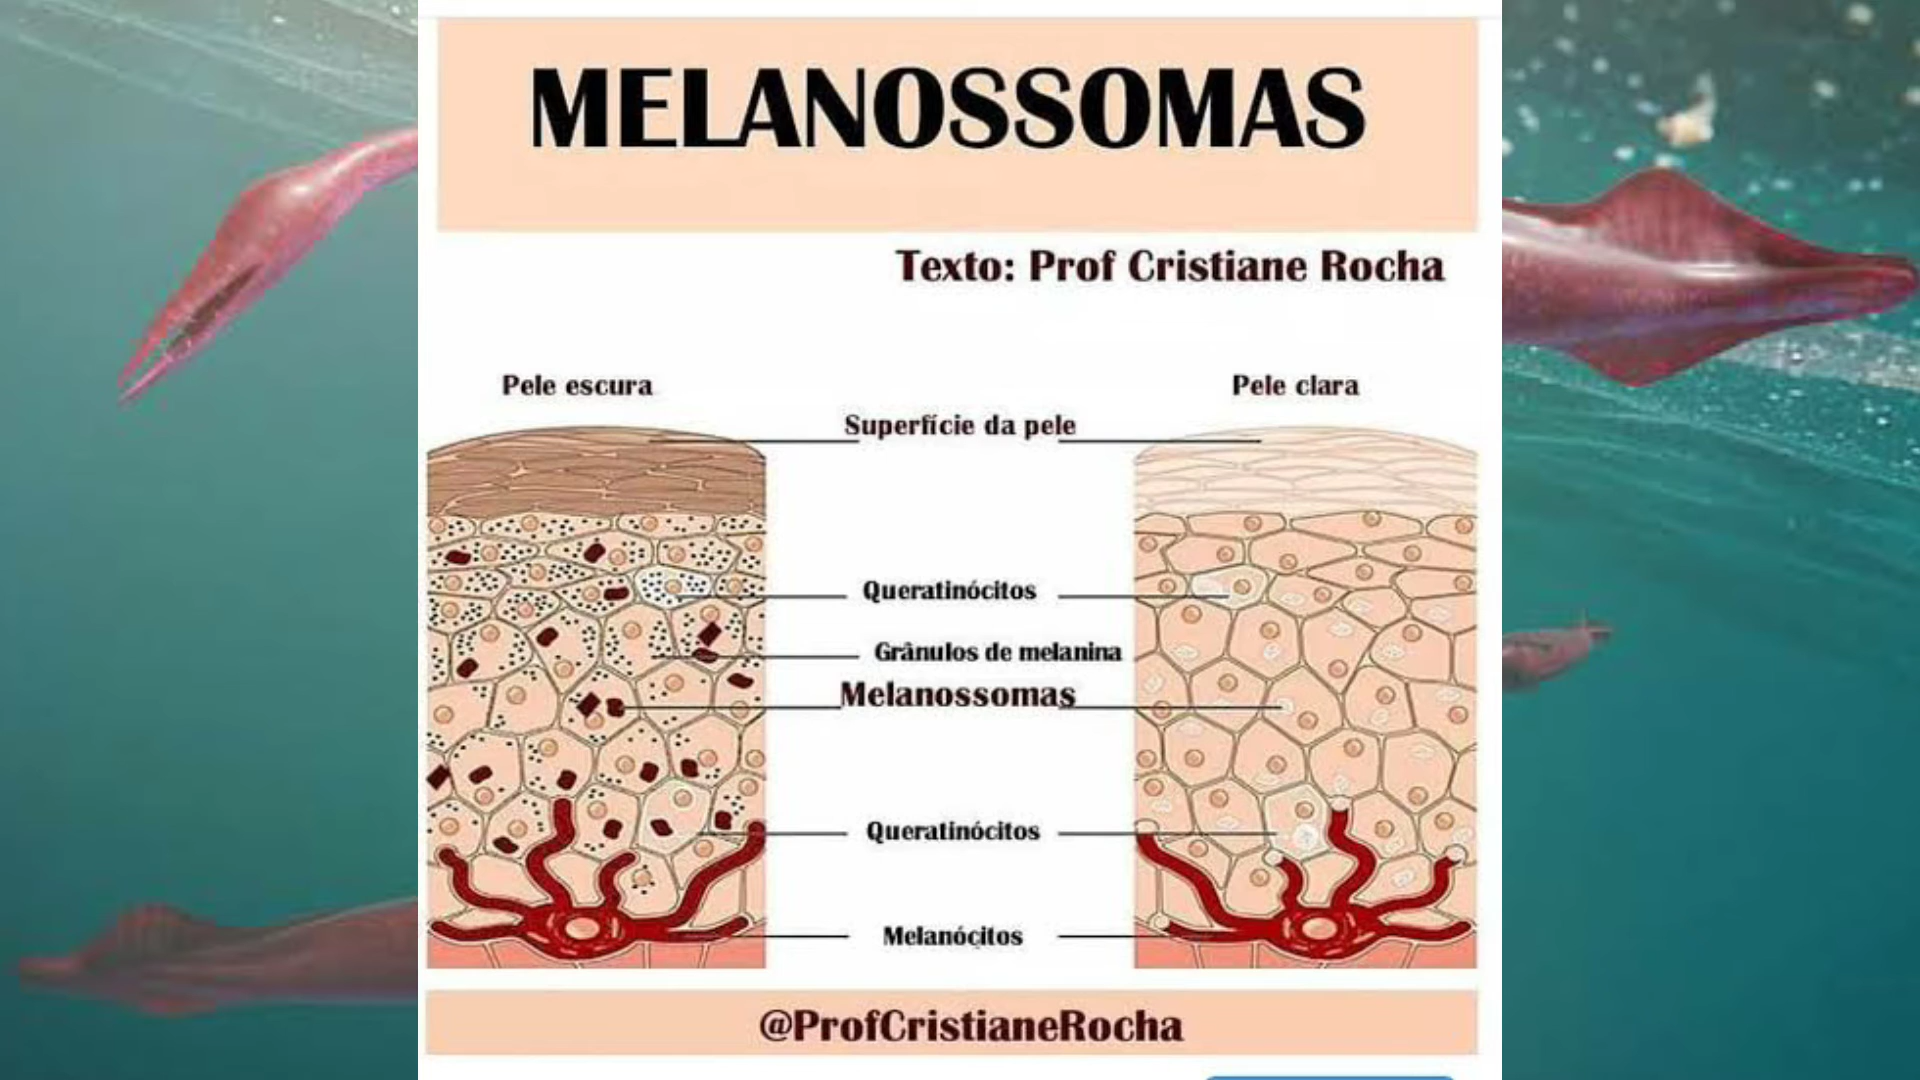 MELANOSSOMAS
Texto: Prof Cristiane Rocha
Pele escura
Pele clara
Superfície da pele
Queratinócitos
Grânulos de melanina
Melanossomas
Queratinócitos
Melanócitos
@ProfCristianeRocha